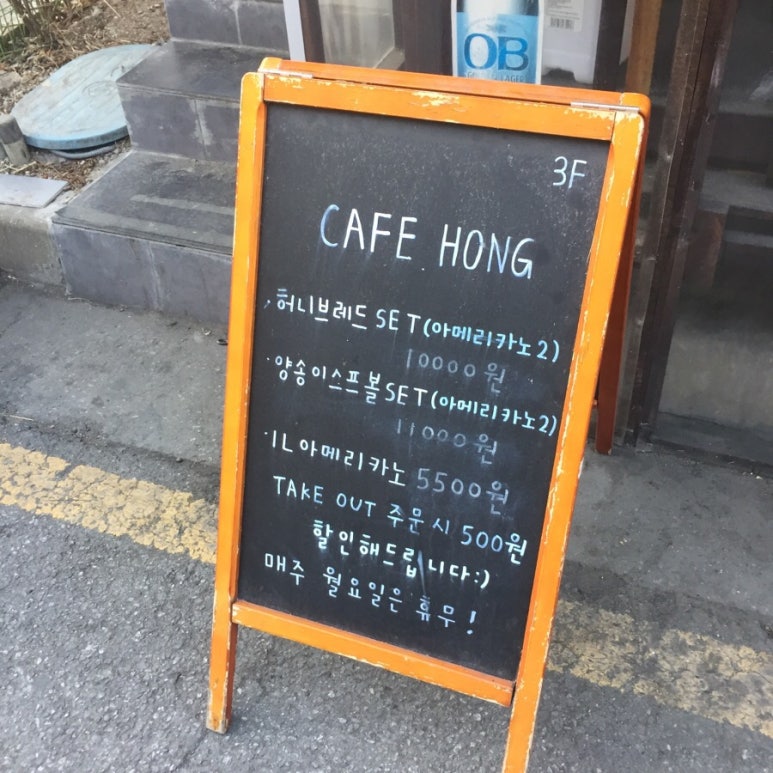 OB
3F
CAFE HONG
허니브레드 SET (아메리카노2)
10000원
양송이스프볼 SET (아메리카노2)
11000원
1L 아메리카노 5500원
TAKE OUT 주문 시 500원
할인해드립니다:)
매주 월요일은 휴무!